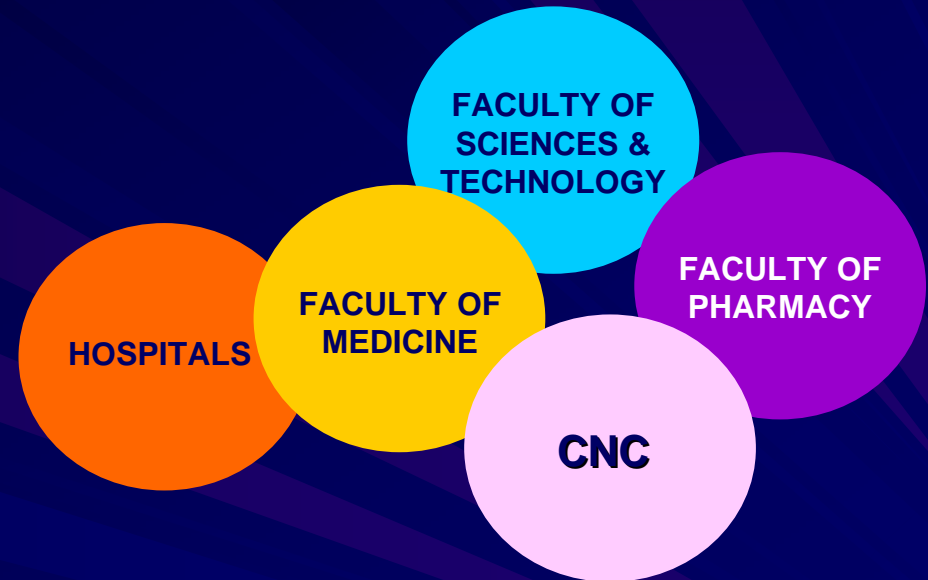 FACULTY OF
SCIENCES &
TECHNOLOGY
FACULTY OF
PHARMACY
FACULTY OF
MEDICINE
HOSPITALS
CNC